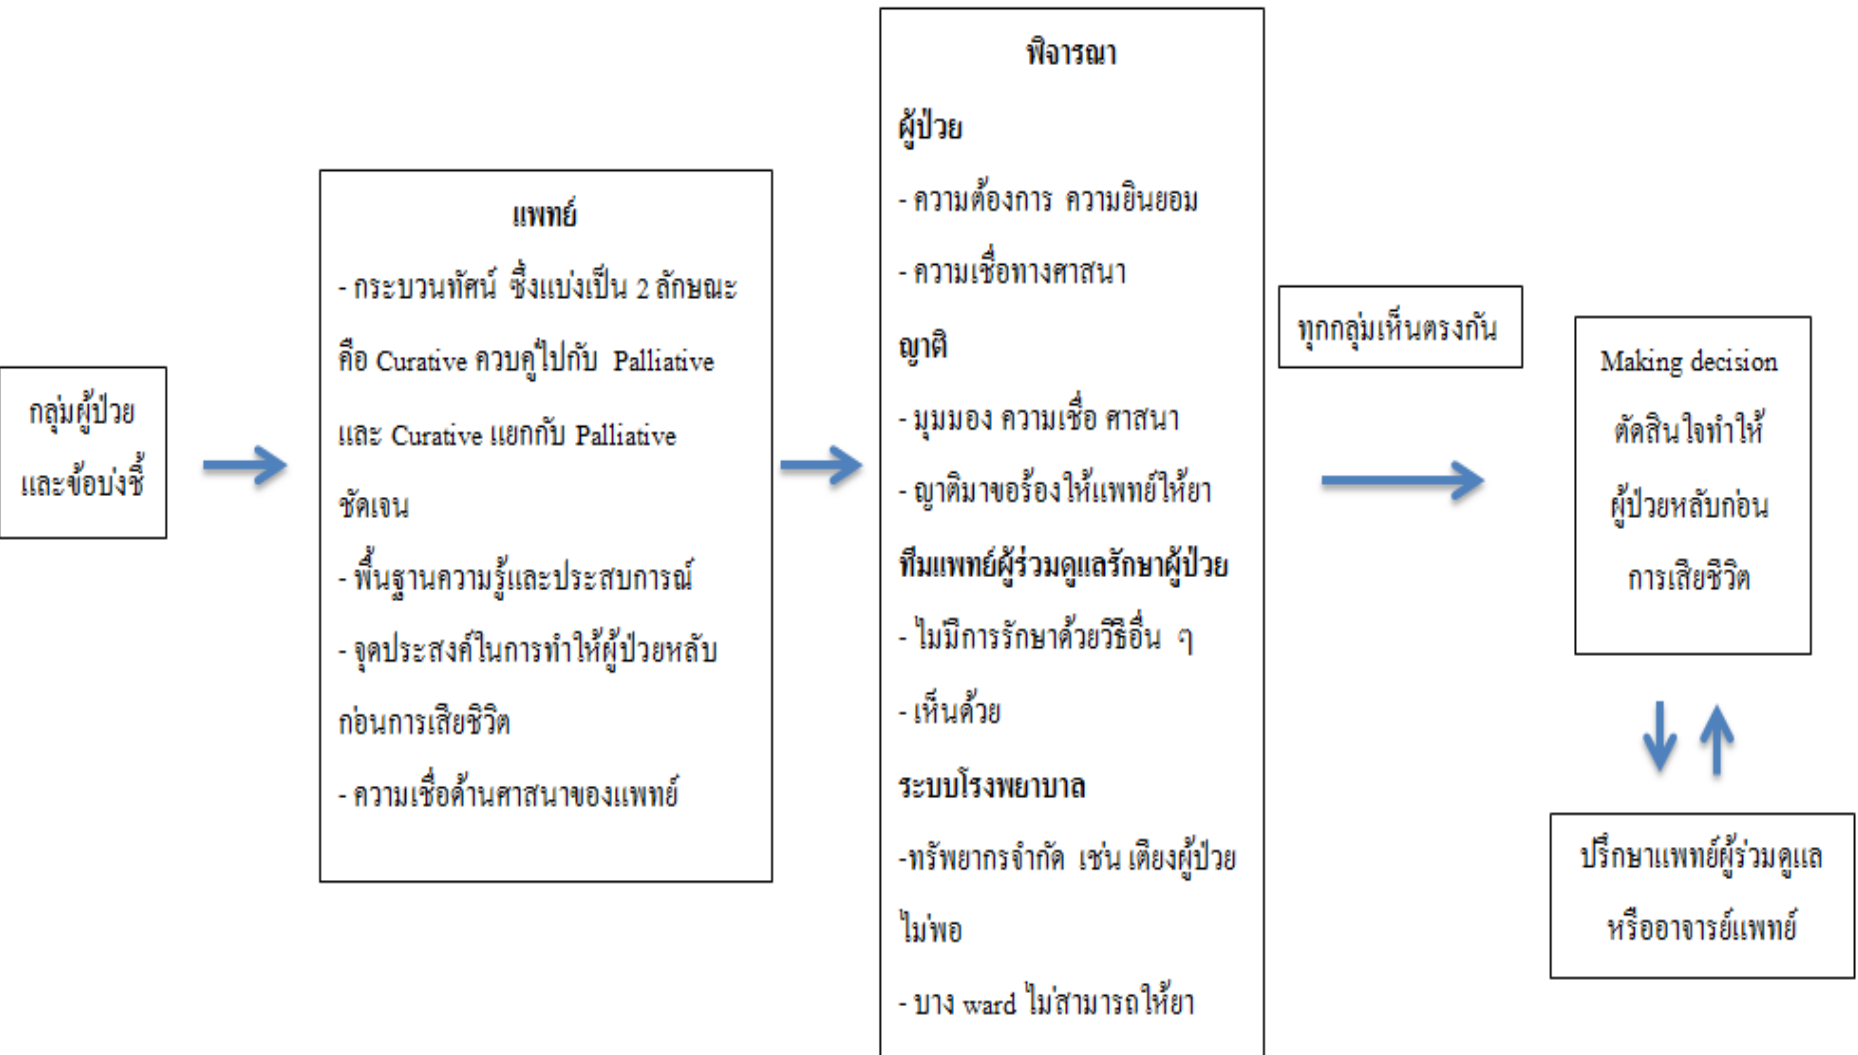 กลุ่มผู้ป่วย
และข้อบ่งชี้
แพทย์
- กระบวนทัศน์ ซึ่งแบ่งเป็น 2 ลักษณะ
คือ Curative ควบคู่ไปกับ Palliative
และ Curative แยกกับ Palliative
ชัดเจน
- พื้นฐานความรู้และประสบการณ์
- จุดประสงค์ในการทำให้ผู้ป่วยหลับ
ก่อนการเสียชีวิต
- ความเชื่อด้านศาสนาของแพทย์
พิจารณา
ผู้ป่วย
- ความต้องการ ความยินยอม
- ความเชื่อทางศาสนา
ญาติ
- มุมมอง ความเชื่อ ศาสนา
- ญาติมาขอร้องให้แพทย์ให้ยา
ทีมแพทย์ผู้ร่วมดูแลรักษาผู้ป่วย
- ไม่มีการรักษาด้วยวิธีอื่น ๆ
- เห็นด้วย
ระบบโรงพยาบาล
-ทรัพยากรจำกัด เช่น เตียงผู้ป่วย
ไม่พอ
- บาง ward ไม่สามารถให้ยา
ทุกกลุ่มเห็นตรงกัน
Making decision
ตัดสินใจทำให้
ผู้ป่วยหลับก่อน
การเสียชีวิต
ปรึกษาแพทย์ผู้ร่วมดูแล
หรืออาจารย์แพทย์